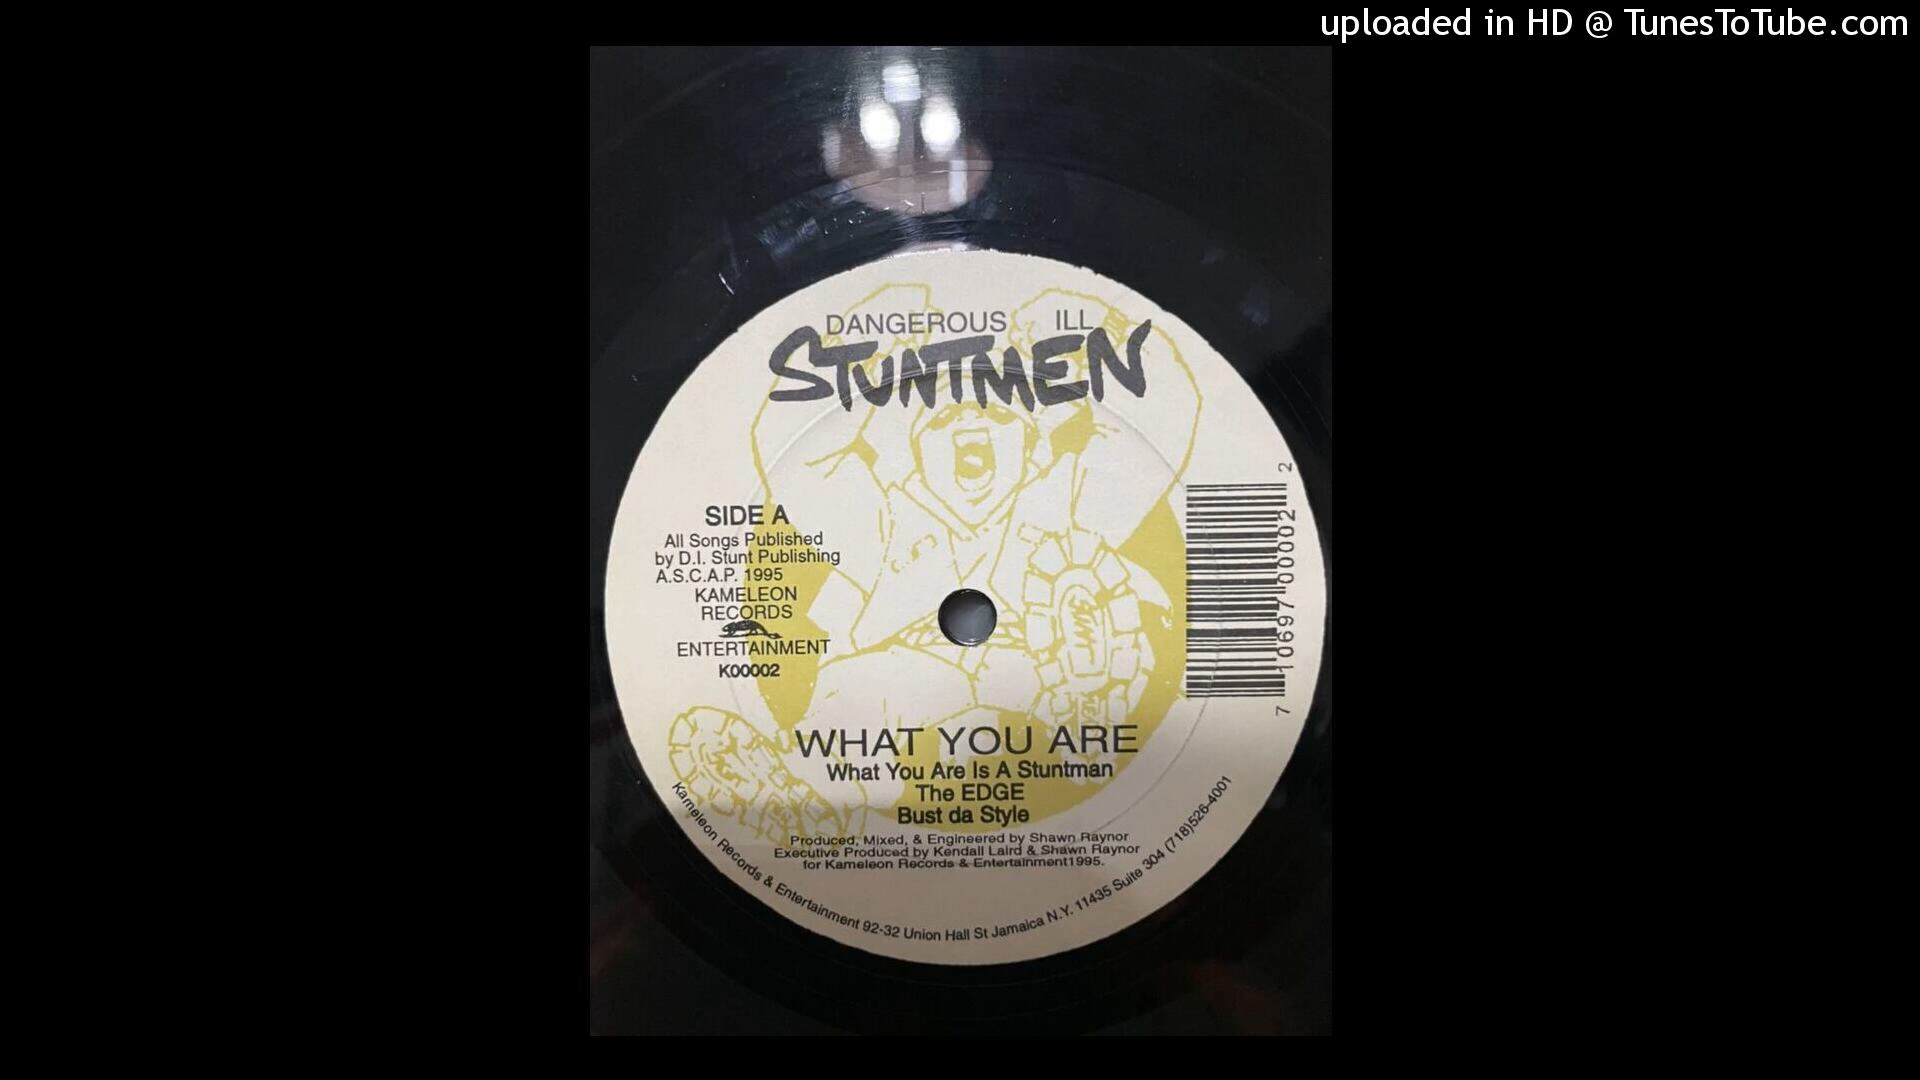 uploaded in HD @ TunesToTube.com
DANGEROUS ILL
STUNTMEN
SIDE A
All Songs Published
by D.I. Stunt Publishing
A.S.C.A.P. 1995
KAMELEON
RECORDS
ENTERTAINMENT
K00002
7 10697 00002 2
WHAT YOU ARE
What You Are Is A Stuntman
The EDGE
Bust da Style
Produced, Mixed, & Engineered by Shawn Raynor
Executive Produced by Kendall Laird & Shawn Raynor
for Kameleon Records & Entertainment1995.
Kameleon Records & Entertainment 92-32 Union Hall St Jamaica N.Y. 11435 Suite 304 (718)526-4001